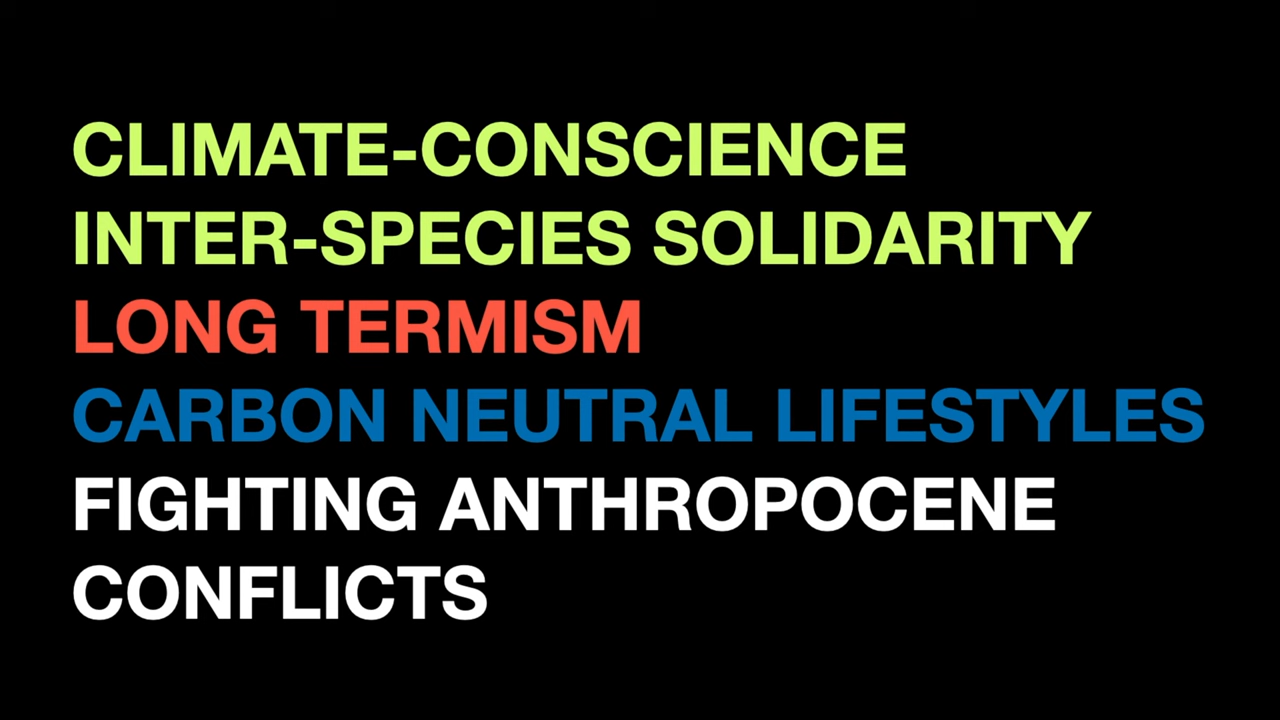 CLIMATE-CONSCIENCE
INTER-SPECIES SOLIDARITY
LONG TERMISM
CARBON NEUTRAL LIFESTYLES
FIGHTING ANTHROPOCENE
CONFLICTS